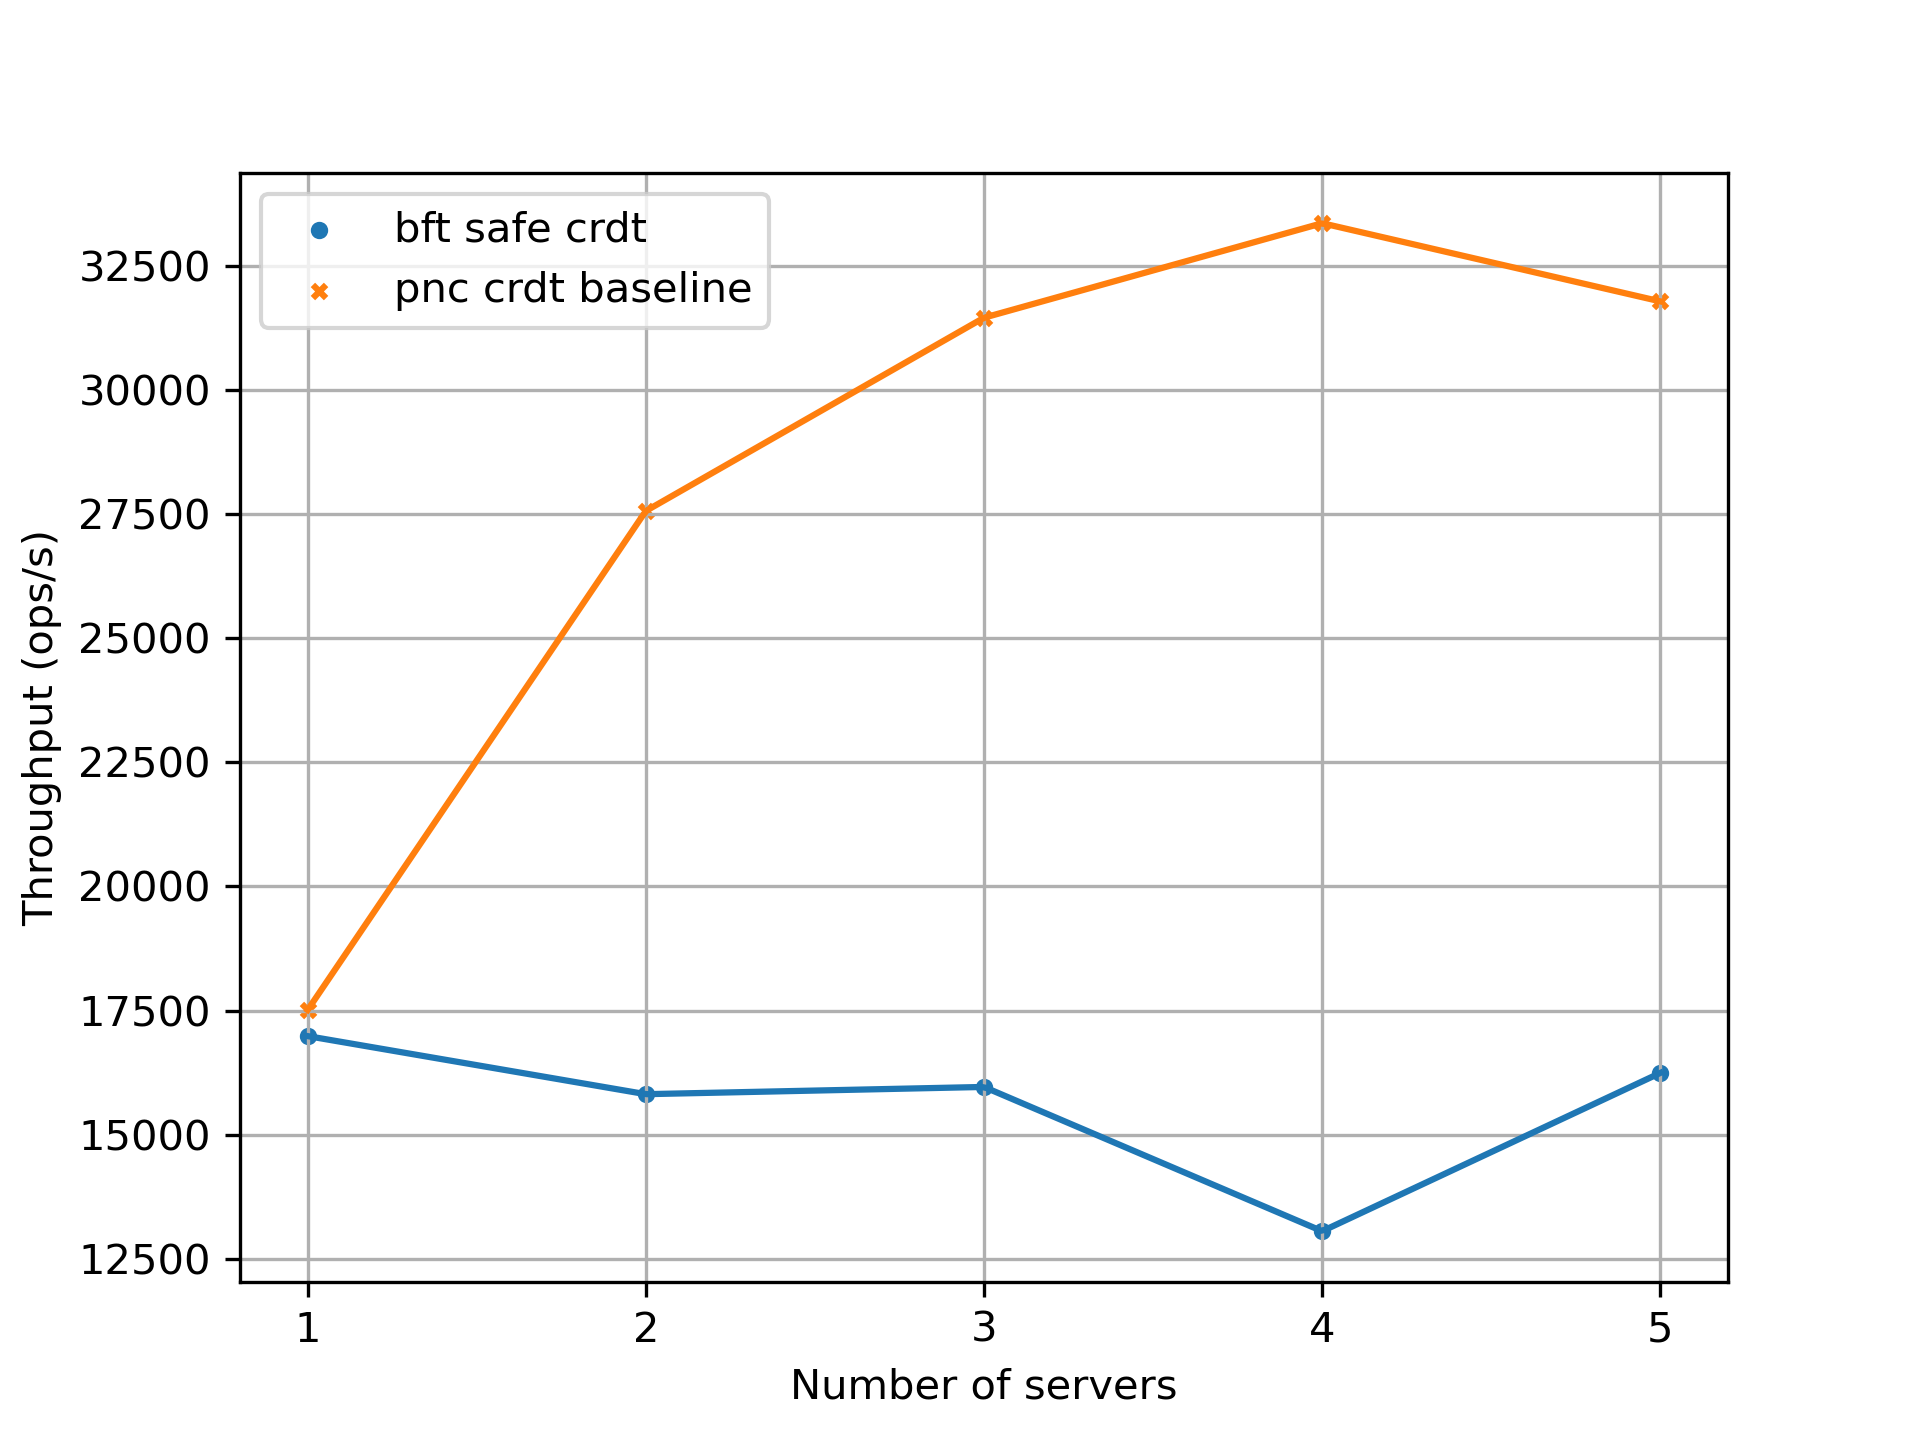 bft safe crdt
pnc crdt baseline
32500
30000
27500
25000
22500
20000
17500
15000
12500
Throughput (ops/s)
1 2 3 4 5
Number of servers